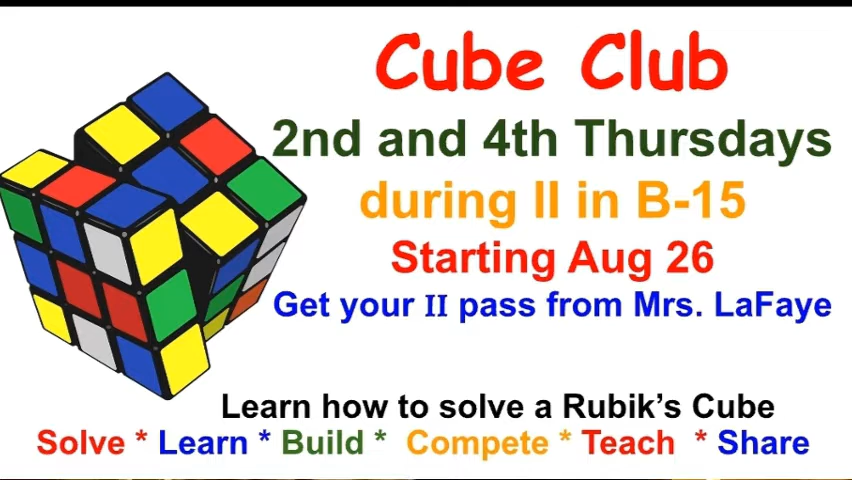 Cube Club
2nd and 4th Thursdays
during II in B-15
Starting Aug 26
Get your II pass from Mrs. LaFaye
Learn how to solve a Rubik's Cube
Solve * Learn * Build * Compete * Teach * Share